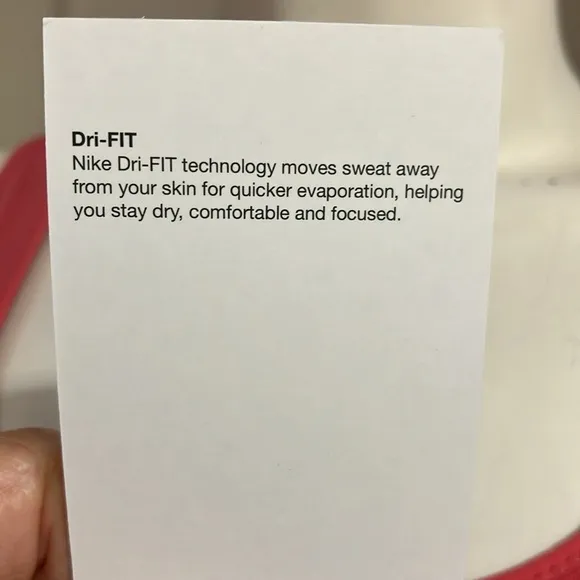 Dri-FIT
Nike Dri-FIT technology moves sweat away
from your skin for quicker evaporation, helping
you stay dry, comfortable and focused.